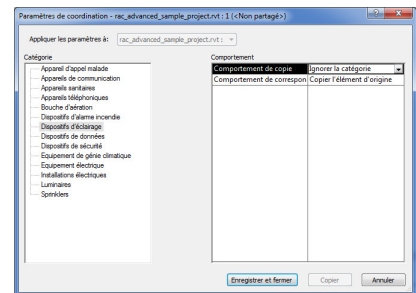 Paramètres de coordination - rac_advanced_sample_project.rvt : 1 (<Non partagé>)
Appliquer les paramètres à: rac_advanced_sample_project.rvt :
Catégorie
Appareil d'appel malade
Appareils de communication
Appareils sanitaires
Appareils téléphoniques
Bouche d'aération
Dispositifs d'alarme incendie
Dispositifs d'éclairage
Dispositifs de données
Dispositifs de sécurité
Equipement de génie climatique
Equipement électrique
Installations électriques
Luminaires
Sprinklers
Comportement
Comportement de copie Ignorer la catégorie
Comportement de correspon Copier l'élément d'origine
Enregistrer et fermer Copier Annuler